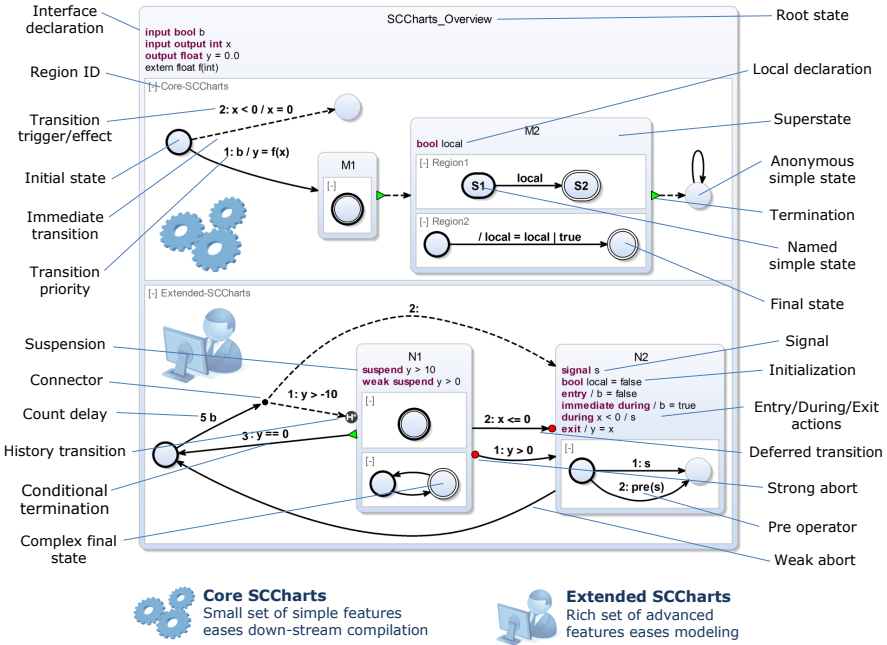 Interface
declaration
SCCharts_Overview
Root state
input bool b
input output int x
output float y = 0.0
extern float f(int)
Region ID
[-] Core-SCCharts
Local declaration
Transition
trigger/effect
2: x < 0 / x = 0
M2
Superstate
bool local
1: b / y = f(x)
M1
[-]
[-] Region1
S1
local
S2
Anonymous
simple state
Initial state
Immediate
transition
Termination
[-] Region2
/ local = local | true
Named
simple state
Transition
priority
Final state
[-] Extended-SCCharts
2:
Suspension
Signal
N1
suspend y > 10
weak suspend y > 0
N2
signal s
bool local = false
entry / b = false
immediate during / b = true
during x < 0 / s
exit / y = x
Initialization
Connector
1: y > -10
[-]
Count delay
5 b
H*
2: x <= 0
Entry/During/Exit
actions
History transition
3: y == 0
Deferred transition
[-]
1: y > 0
[-]
1: s
2: pre(s)
Conditional
termination
Strong abort
Complex final
state
Pre operator
Weak abort
Core SCCharts
Small set of simple features
eases down-stream compilation
Extended SCCharts
Rich set of advanced
features eases modeling